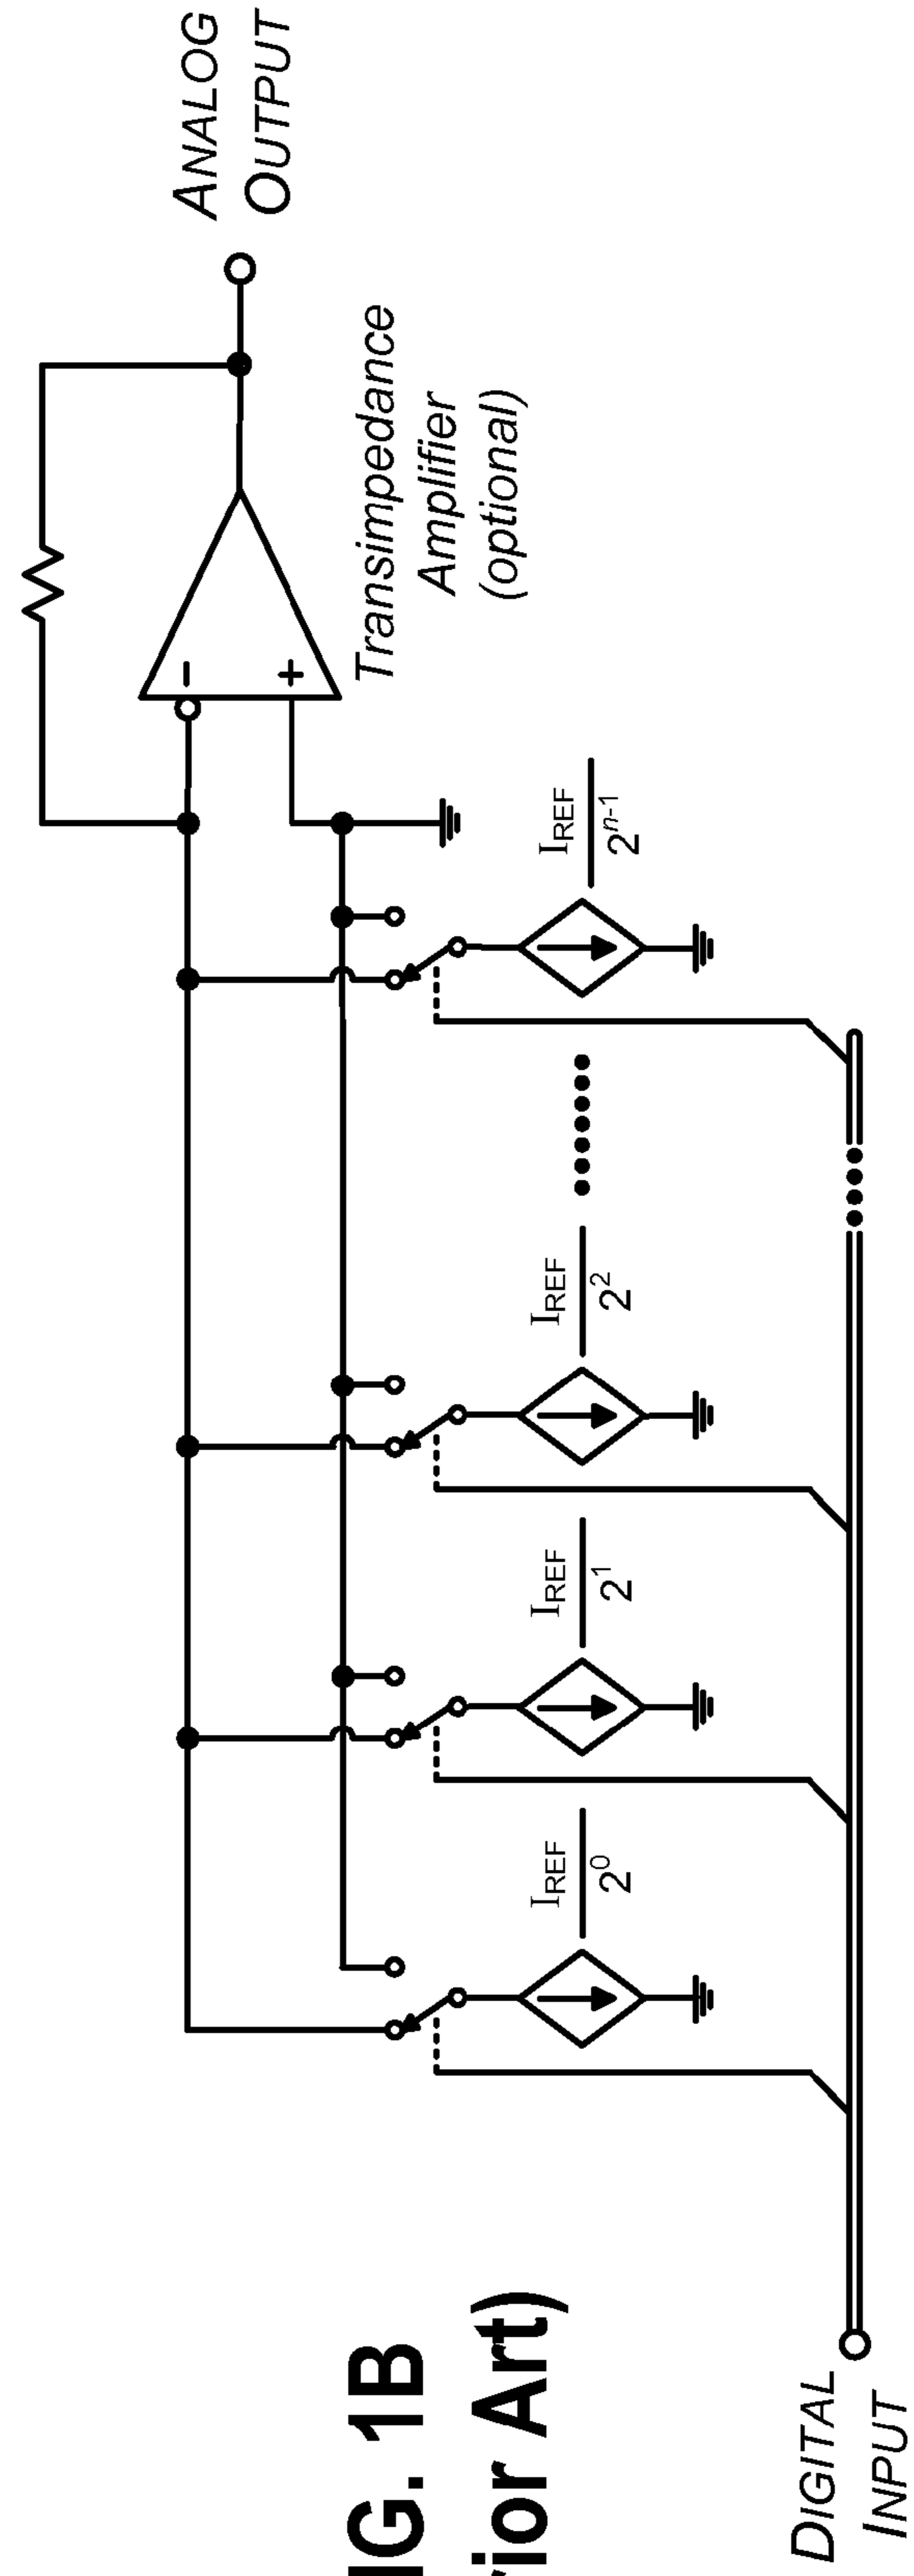 ANALOG
OUTPUT
Transimpedance
Amplifier
(optional)
IG. 1B
ior Art)
I_REF
2^0
I_REF
2^1
I_REF
2^2
I_REF
2^n-1
−
+
DIGITAL
INPUT